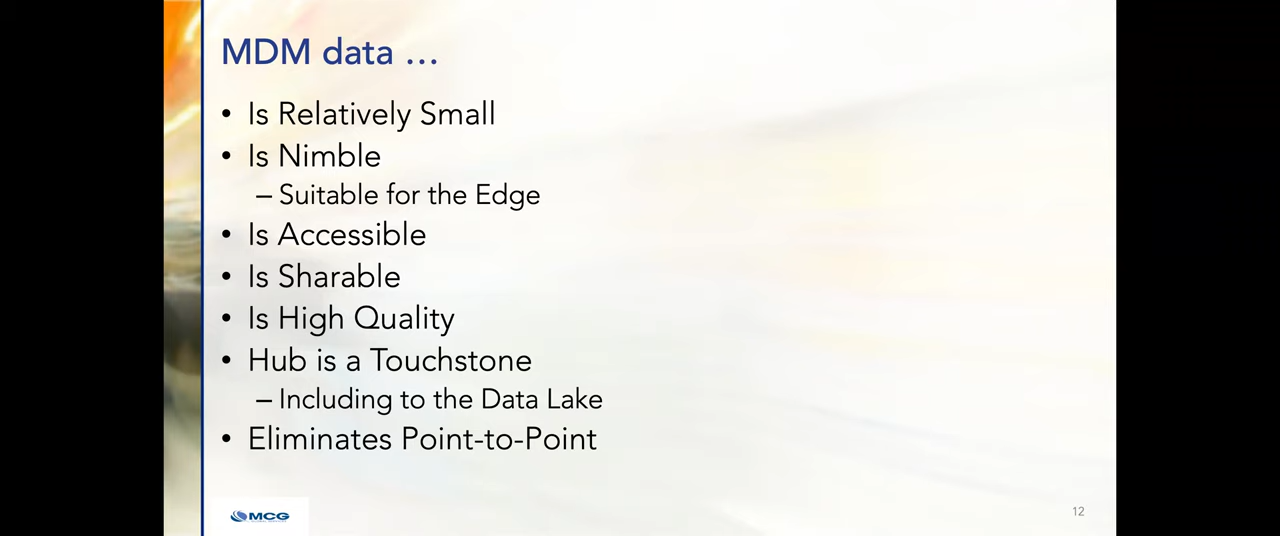 MDM data …
• Is Relatively Small
• Is Nimble
– Suitable for the Edge
• Is Accessible
• Is Sharable
• Is High Quality
• Hub is a Touchstone
– Including to the Data Lake
• Eliminates Point-to-Point
MCG
12